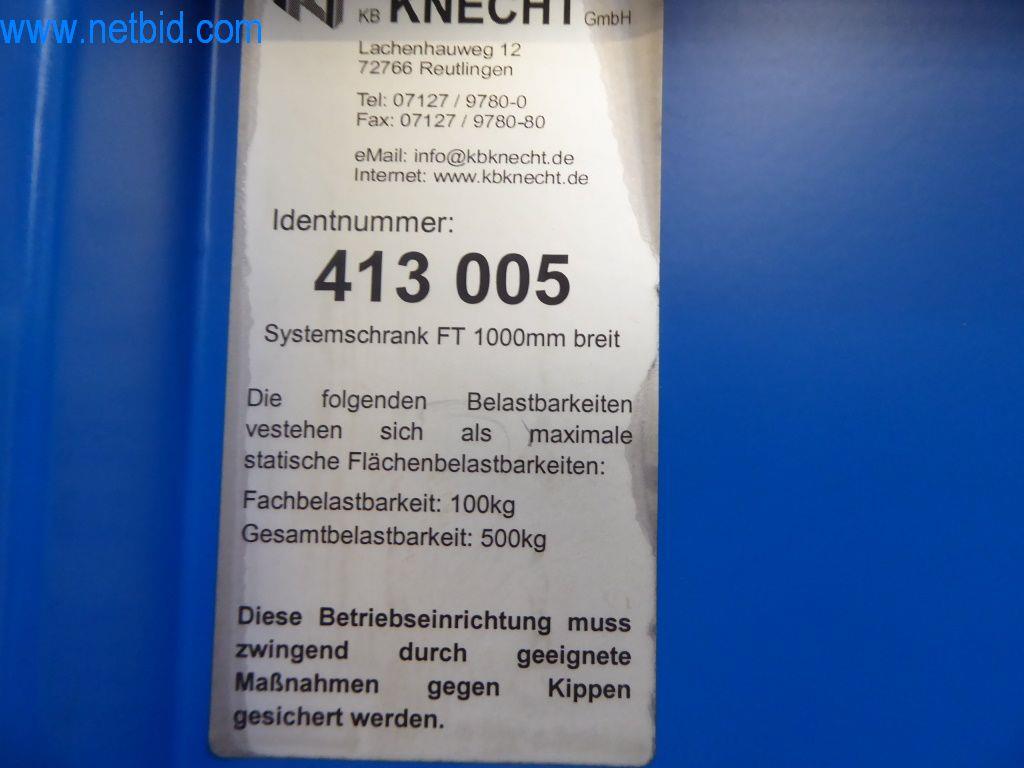 www.netbid.com
KB KNECHT GmbH
Lachenhauweg 12
72766 Reutlingen
Tel: 07127 / 9780-0
Fax: 07127 / 9780-80
eMail: info@kbknecht.de
Internet: www.kbknecht.de
Identnummer:
413 005
Systemschrank FT 1000mm breit
Die folgenden Belastbarkeiten
vestehen sich als maximale
statische Flächenbelastbarkeiten:
Fachbelastbarkeit: 100kg
Gesamtbelastbarkeit: 500kg
Diese Betriebseinrichtung muss
zwingend durch geeignete
Maßnahmen gegen Kippen
gesichert werden.